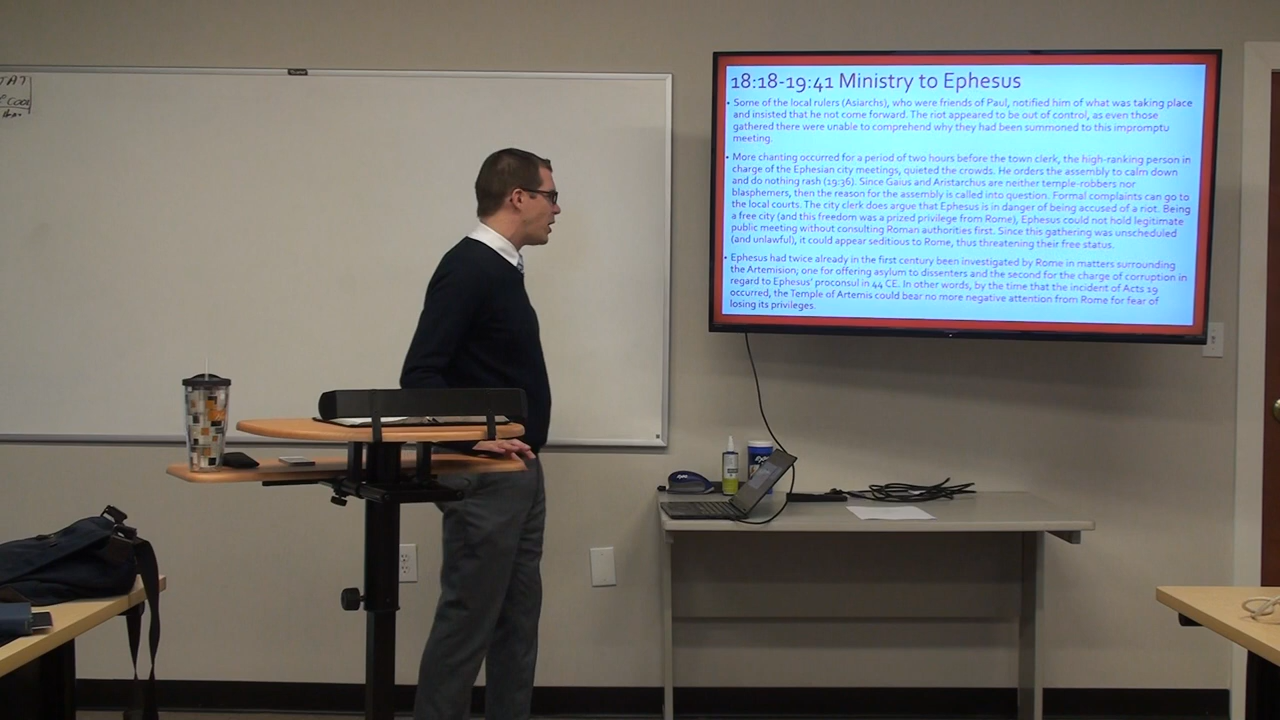 TAT
COOL
18:18-19:41 Ministry to Ephesus
• Some of the local rulers (Asiarchs), who were friends of Paul, notified him of what was taking place
and insisted that he not come forward. The riot appeared to be out of control, as even those
gathered there were unable to comprehend why they had been summoned to this impromptu
meeting.
• More chanting occurred for a period of two hours before the town clerk, the high-ranking person in
charge of the Ephesian city meetings, quieted the crowds. He orders the assembly to calm down
and do nothing rash (19:36). Since Gaius and Aristarchus are neither temple-robbers nor
blasphemers, then the reason for the assembly is called into question. Formal complaints can go to
the local courts. The city clerk does argue that Ephesus is in danger of being accused of a riot. Being
a free city (and this freedom was a prized privilege from Rome), Ephesus could not hold legitimate
public meeting without consulting Roman authorities first. Since this gathering was unscheduled
(and unlawful), it could appear seditious to Rome, thus threatening their free status.
• Ephesus had twice already in the first century been investigated by Rome in matters surrounding
the Artemision; one for offering asylum to dissenters and the second for the charge of corruption in
regard to Ephesus' proconsul in 44 CE. In other words, by the time that the incident of Acts 19
occurred, the Temple of Artemis could bear no more negative attention from Rome for fear of
losing its privileges.